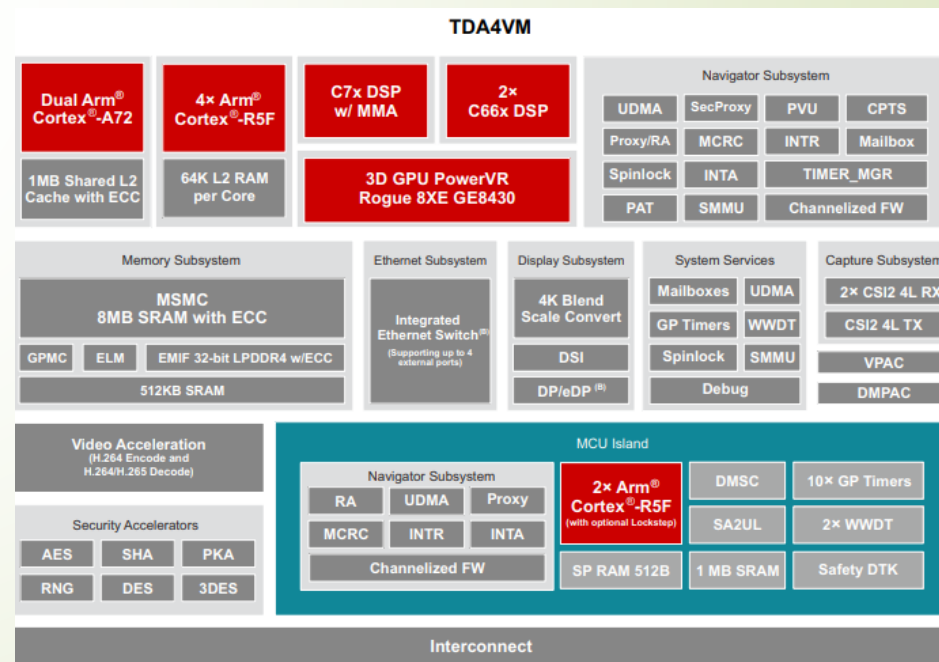 TDA4VM
Dual Arm®
Cortex®-A72
1MB Shared L2
Cache with ECC
4× Arm®
Cortex®-R5F
64K L2 RAM
per Core
C7x DSP
w/ MMA
2×
C66x DSP
3D GPU PowerVR
Rogue 8XE GE8430
Navigator Subsystem
UDMA
SecProxy
PVU
CPTS
Proxy/RA
MCRC
INTR
Mailbox
Spinlock
INTA
TIMER_MGR
PAT
SMMU
Channelized FW
Memory Subsystem
MSMC
8MB SRAM with ECC
GPMC
ELM
EMIF 32-bit LPDDR4 w/ECC
512KB SRAM
Ethernet Subsystem
Integrated
Ethernet Switch(B)
(Supporting up to 4
external ports)
Display Subsystem
4K Blend
Scale Convert
DSI
DP/eDP (B)
System Services
Mailboxes
UDMA
GP Timers
WWDT
Spinlock
SMMU
Debug
Capture Subsystem
2× CSI2 4L RX
CSI2 4L TX
VPAC
DMPAC
Video Acceleration
(H.264 Encode and
H.264/H.265 Decode)
Security Accelerators
AES
SHA
PKA
RNG
DES
3DES
MCU Island
Navigator Subsystem
RA
UDMA
Proxy
MCRC
INTR
INTA
Channelized FW
2× Arm®
Cortex®-R5F
(with optional Lockstep)
SP RAM 512B
DMSC
SA2UL
1 MB SRAM
10× GP Timers
2× WWDT
Safety DTK
Interconnect